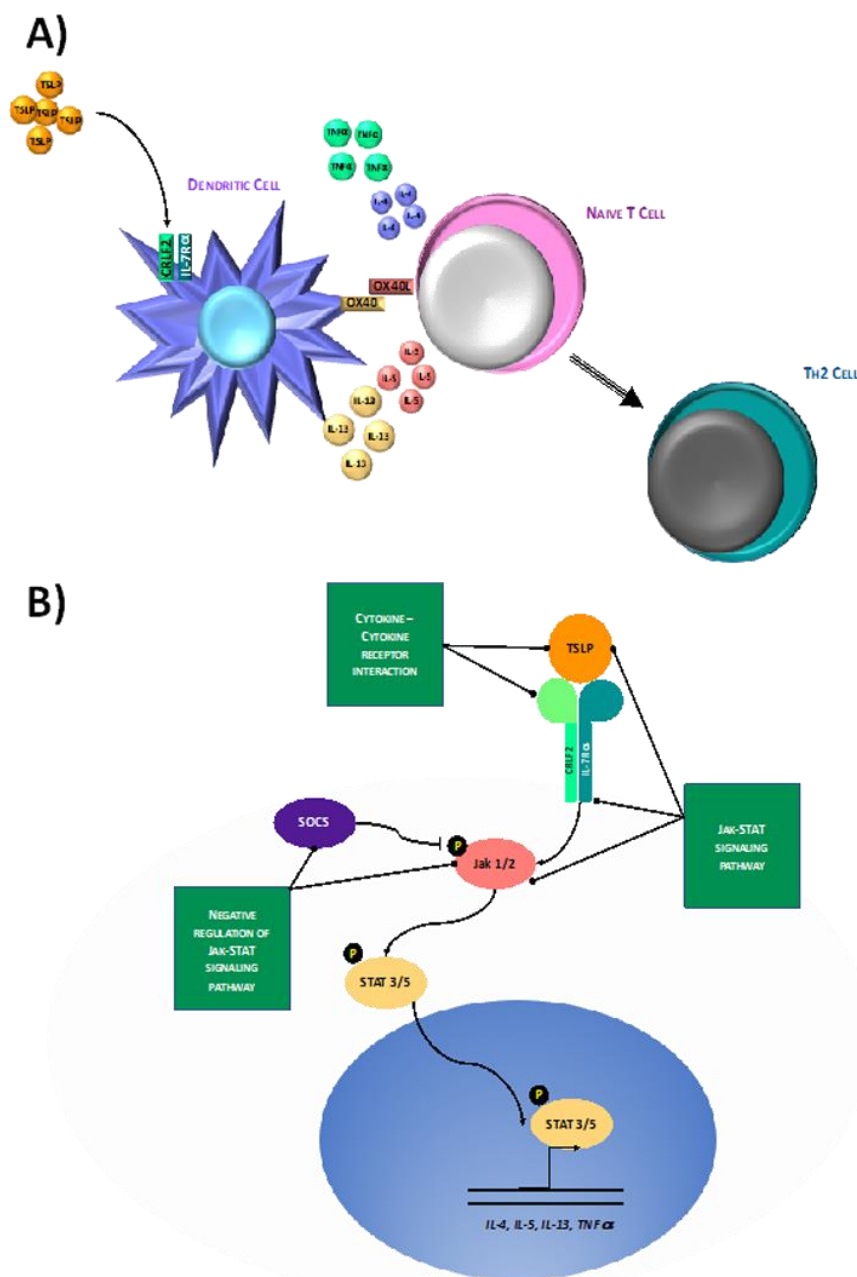 A)
TSLP
TSLP
TSLP
TSLP
TSLP
TNFα
TNFα
TNFα
TNFα
DENDRITIC CELL
IL-4
IL-4
IL-4
IL-4
NAIVE T CELL
CRLF2
IL-7Rα
OX40L
OX40
IL-5
IL-5
IL-5
IL-13
IL-5
IL-13
IL-13
IL-13
TH2 CELL
B)
CYTOKINE –
CYTOKINE
RECEPTOR
INTERACTION
TSLP
CRLF2
IL-7Rα
SOCS
P
Jak 1/2
JAK-STAT
SIGNALING
PATHWAY
NEGATIVE
REGULATION OF
JAK-STAT
SIGNALING
PATHWAY
P
STAT 3/5
P
STAT 3/5
IL-4, IL-5, IL-13, TNFα